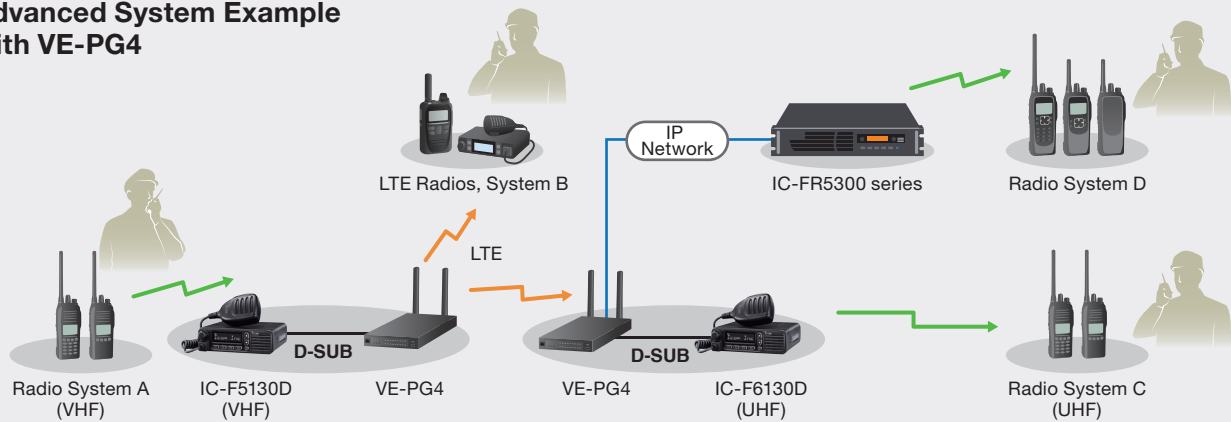 dvanced System Example
ith VE-PG4
IP
Network
LTE Radios, System B
IC-FR5300 series
Radio System D
LTE
D-SUB
D-SUB
Radio System A
(VHF)
IC-F5130D
(VHF)
VE-PG4
VE-PG4
IC-F6130D
(UHF)
Radio System C
(UHF)